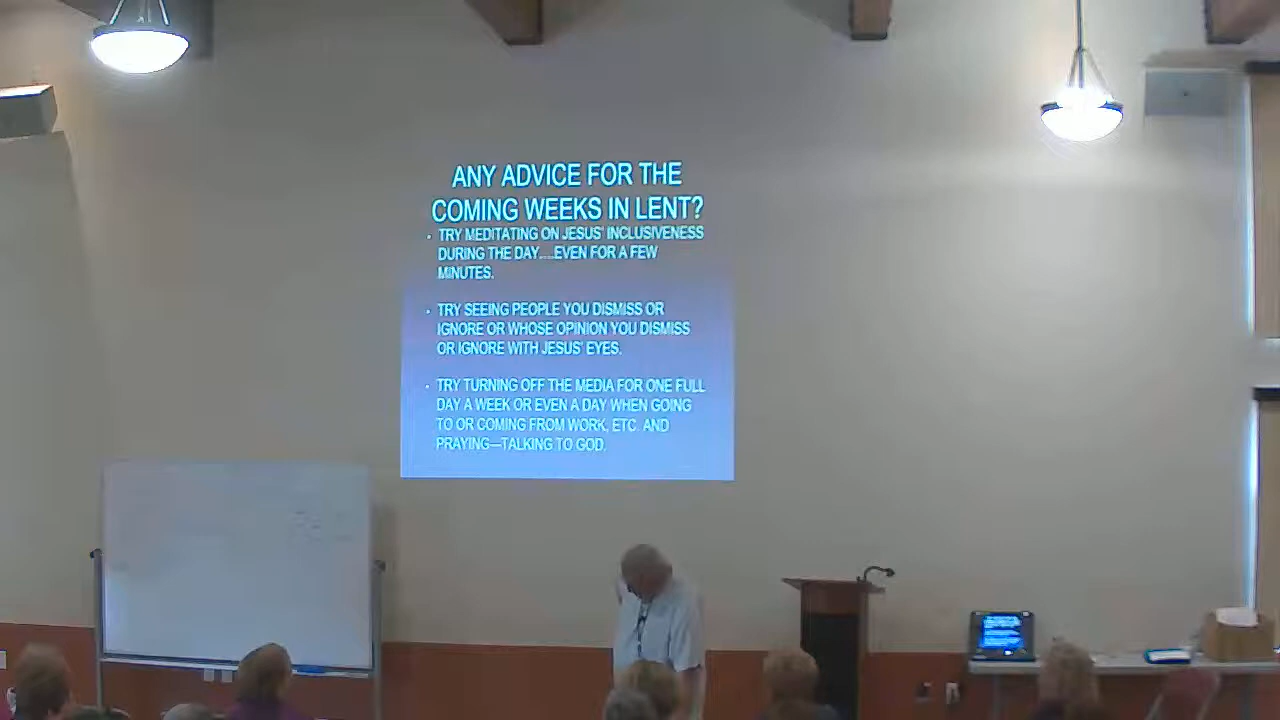 ANY ADVICE FOR THE
COMING WEEKS IN LENT?
• TRY MEDITATING ON JESUS' INCLUSIVENESS
DURING THE DAY....EVEN FOR A FEW
MINUTES.
• TRY SEEING PEOPLE YOU DISMISS OR
IGNORE OR WHOSE OPINION YOU DISMISS
OR IGNORE WITH JESUS' EYES.
• TRY TURNING OFF THE MEDIA FOR ONE FULL
DAY A WEEK OR EVEN A DAY WHEN GOING
TO OR COMING FROM WORK, ETC. AND
PRAYING—TALKING TO GOD.